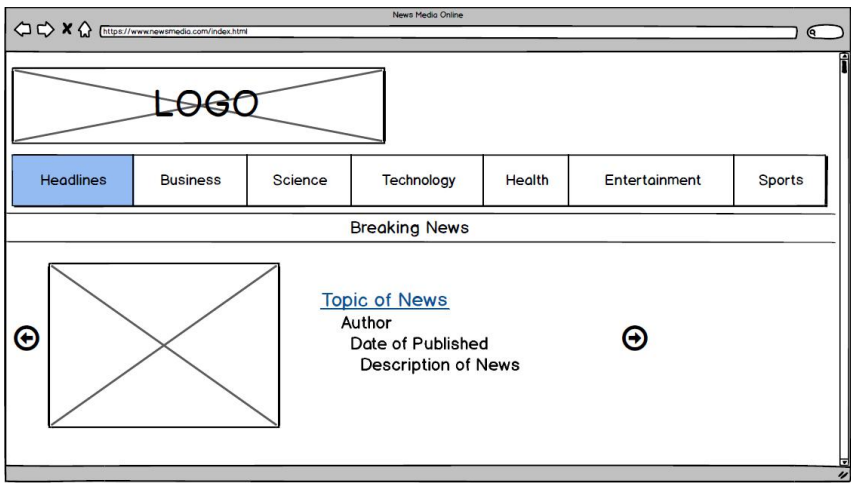 News Media Online
https://www.newsmedia.com/index.html
LOGO
Headlines Business Science Technology Health Entertainment Sports
Breaking News
Topic of News
Author
Date of Published
Description of News